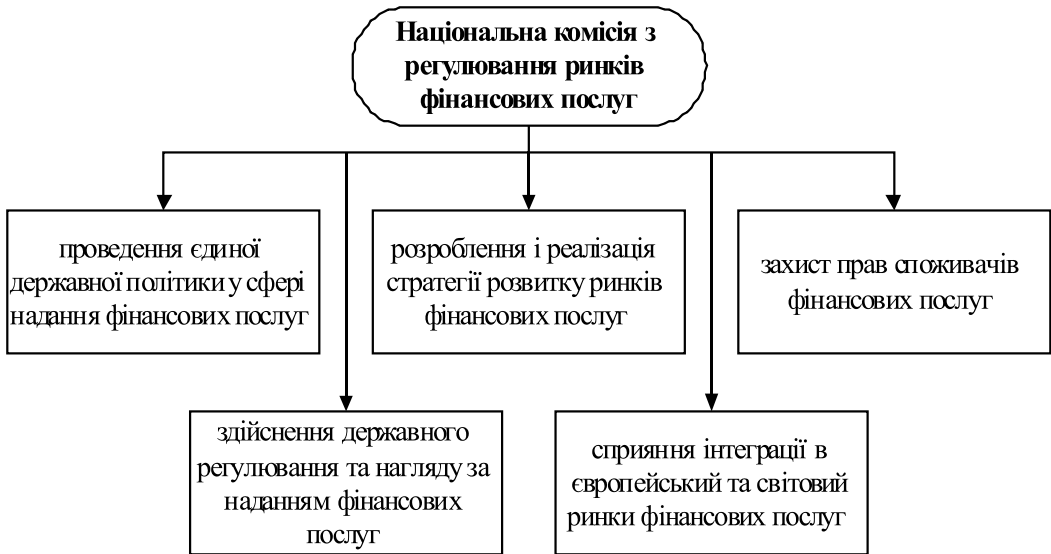 Національна комісія з
регулювання ринків
фінансових послуг
проведення єдиної
державної політики у сфері
надання фінансових послуг
розроблення і реалізація
стратегії розвитку ринків
фінансових послуг
захист прав споживачів
фінансових послуг
здійснення державного
регулювання та нагляду за
наданням фінансових
послуг
сприяння інтеграції в
європейський та світовий
ринки фінансових послуг